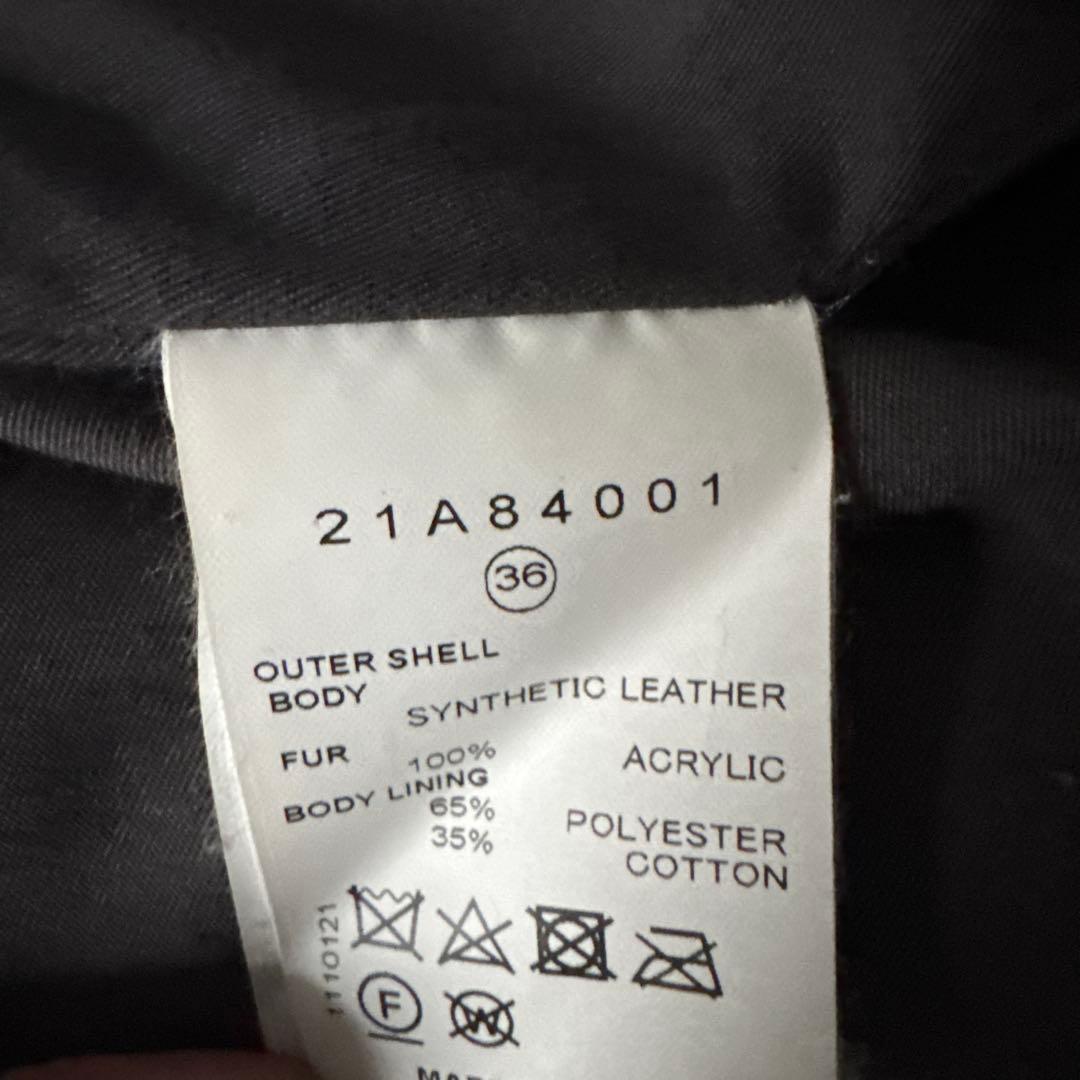 21A84001
36
OUTER SHELL
BODY SYNTHETIC LEATHER
FUR 100% ACRYLIC
BODY LINING
65% POLYESTER
35% COTTON
1110121
F
W